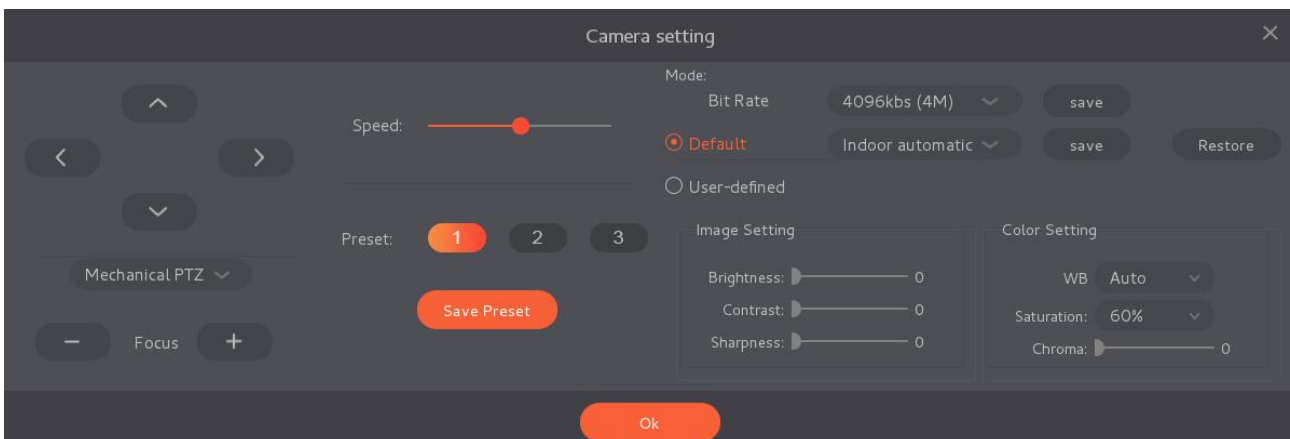 Camera setting
Mode:
Bit Rate 4096kbs (4M) save
Speed:
Default Indoor automatic save Restore
User-defined
Preset: 1 2 3
Image Setting Color Setting
Mechanical PTZ
Brightness: 0 WB Auto
Save Preset
Contrast: 0 Saturation: 60%
Focus
Sharpness: 0 Chroma: 0
Ok